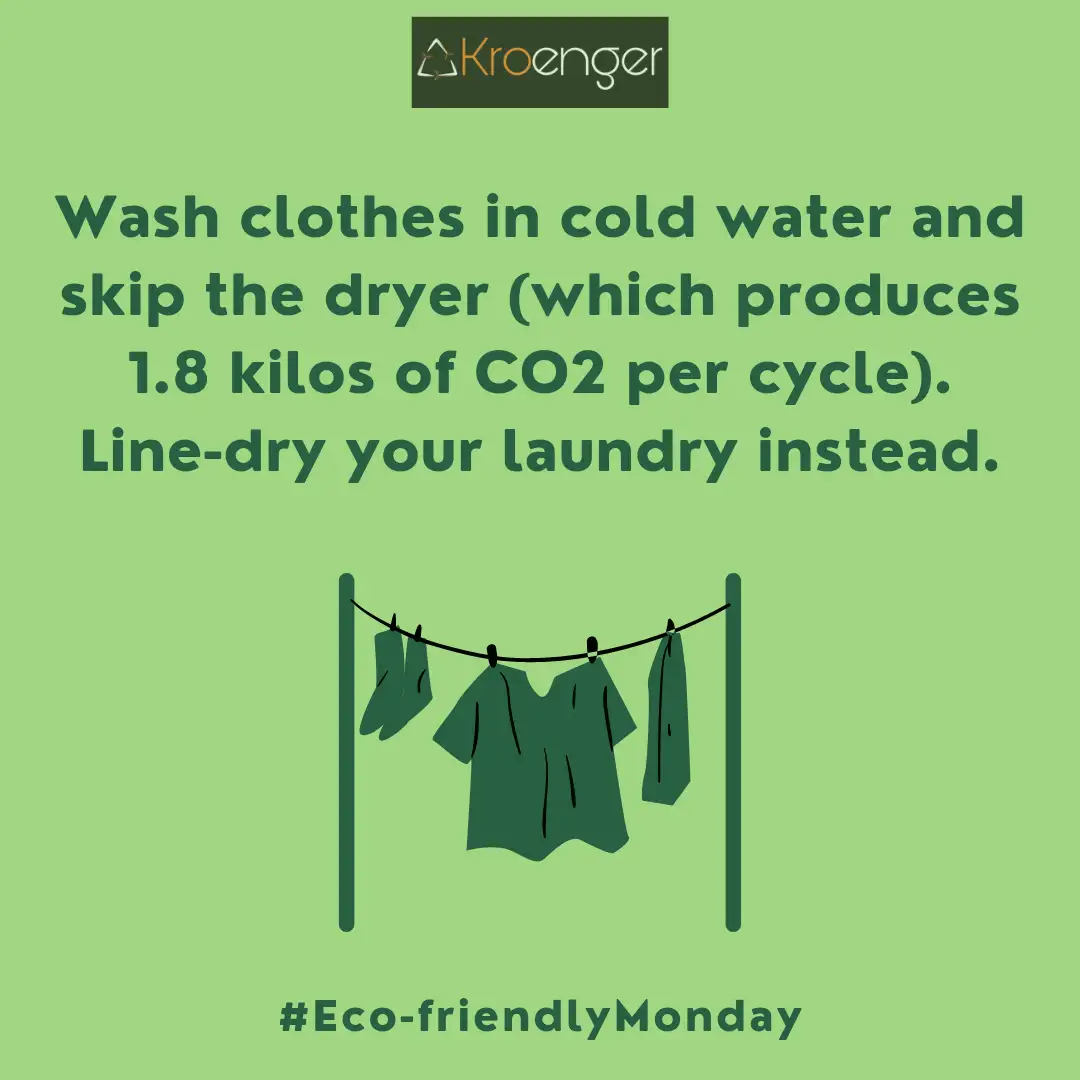 Kroenger
Wash clothes in cold water and
skip the dryer (which produces
1.8 kilos of CO2 per cycle).
Line-dry your laundry instead.
#Eco-friendlyMonday